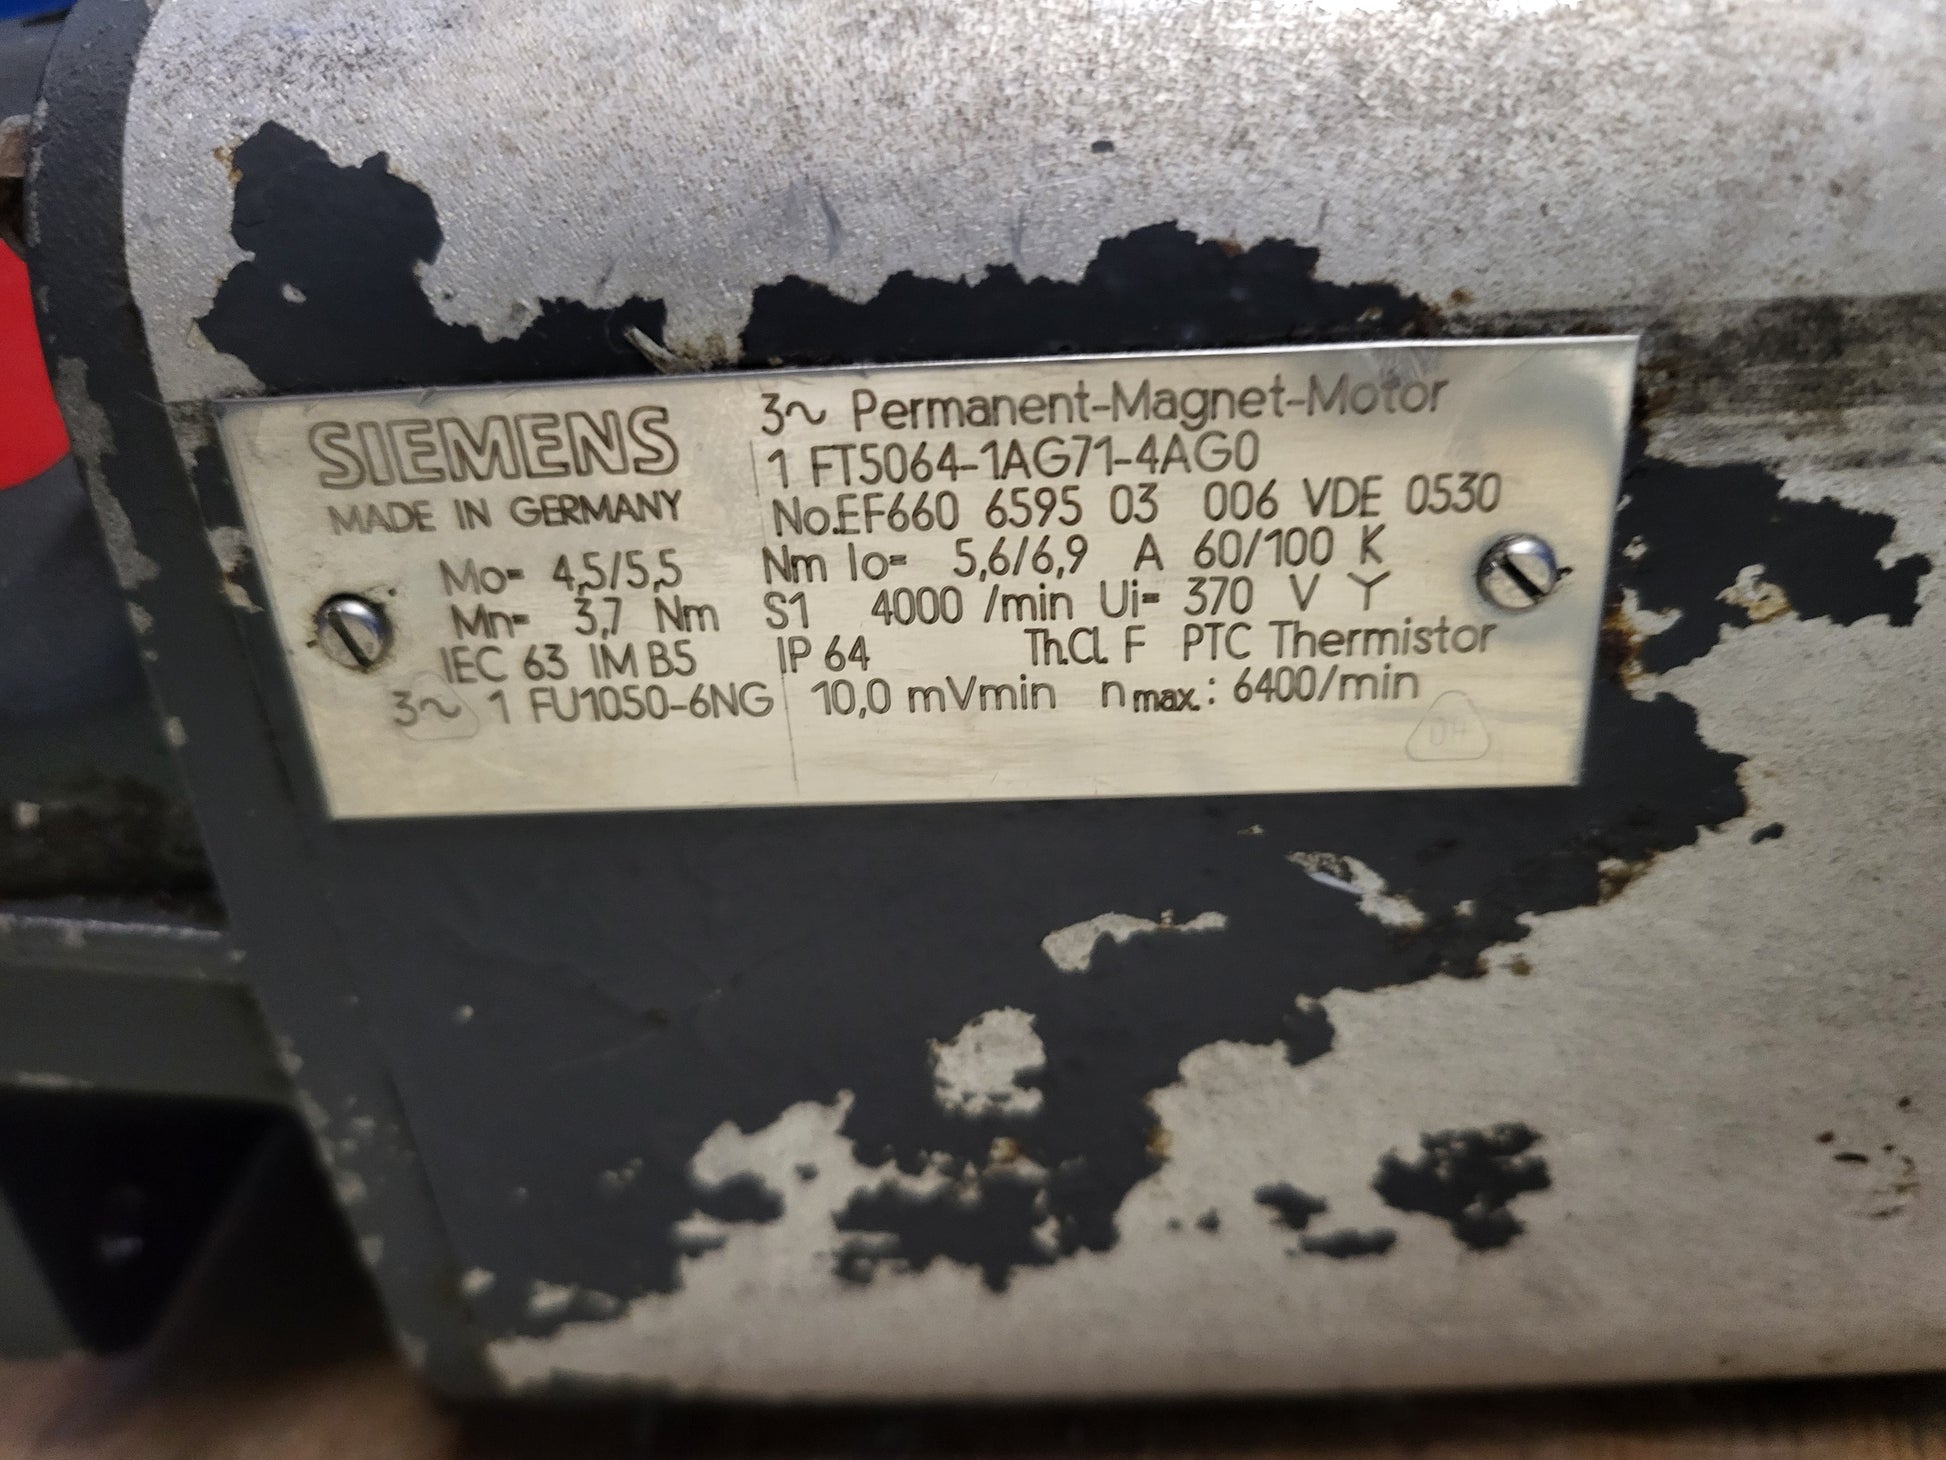 SIEMENS
MADE IN GERMANY
3~ Permanent-Magnet-Motor
1 FT5064-1AG71-4AG0
No.EF660 6595 03 006 VDE 0530
Mo= 4,5/5,5 Nm Io= 5,6/6,9 A 60/100 K
Mn= 3,7 Nm S1 4000 /min Ui= 370 V Y
IEC 63 IM B5 IP 64 Th.Cl. F PTC Thermistor
3~ 1 FU1050-6NG 10,0 mVmin nmax.: 6400/min